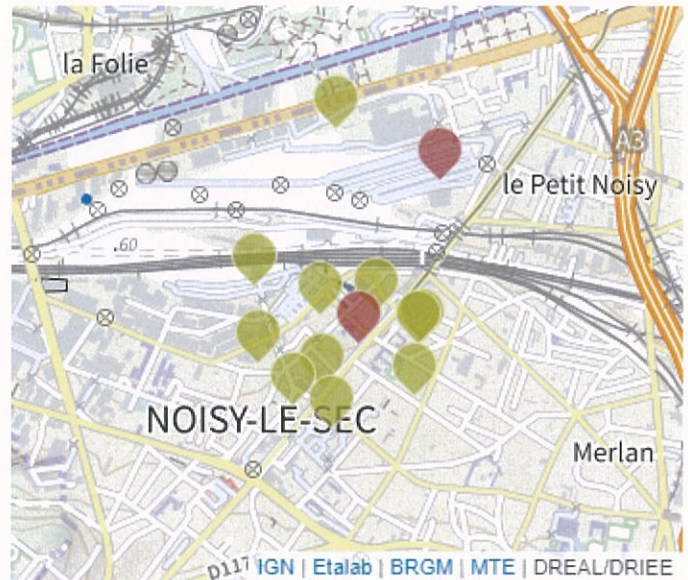 la Folie
A3
le Petit Noisy
.60
NOISY-LE-SEC
Merlan
D117
IGN | Etalab | BRGM | MTE | DREAL/DRIEE